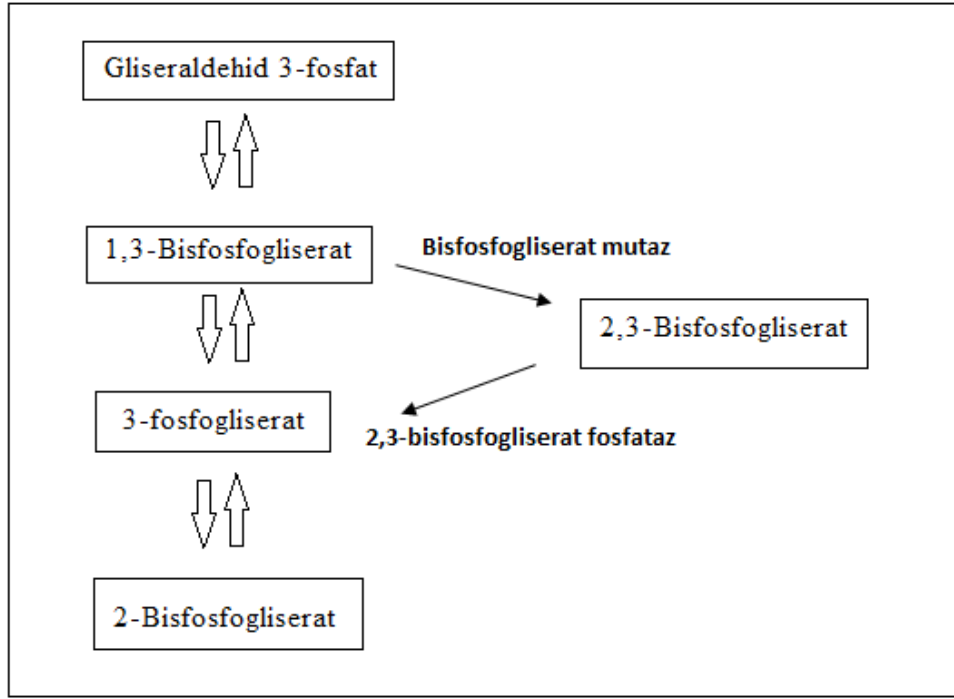 Gliseraldehid 3-fosfat
1,3-Bisfosfogliserat
Bisfosfogliserat mutaz
2,3-Bisfosfogliserat
3-fosfogliserat
2,3-bisfosfogliserat fosfataz
2-Bisfosfogliserat